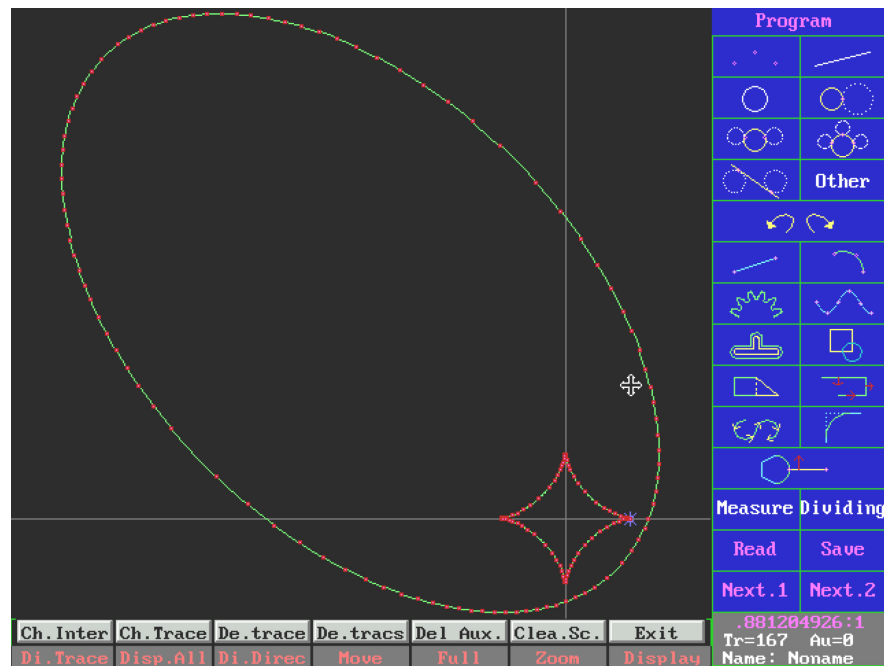 Program
Other
Measure Dividing
Read Save
Next.1 Next.2
Ch.Inter Ch.Trace De.trace De.tracs Del Aux. Clea.Sc. Exit
Di.Trace Disp.All Di.Direc Move Full Zoom Display
.881204926:1
Tr=167 Au=0
Name: Noname